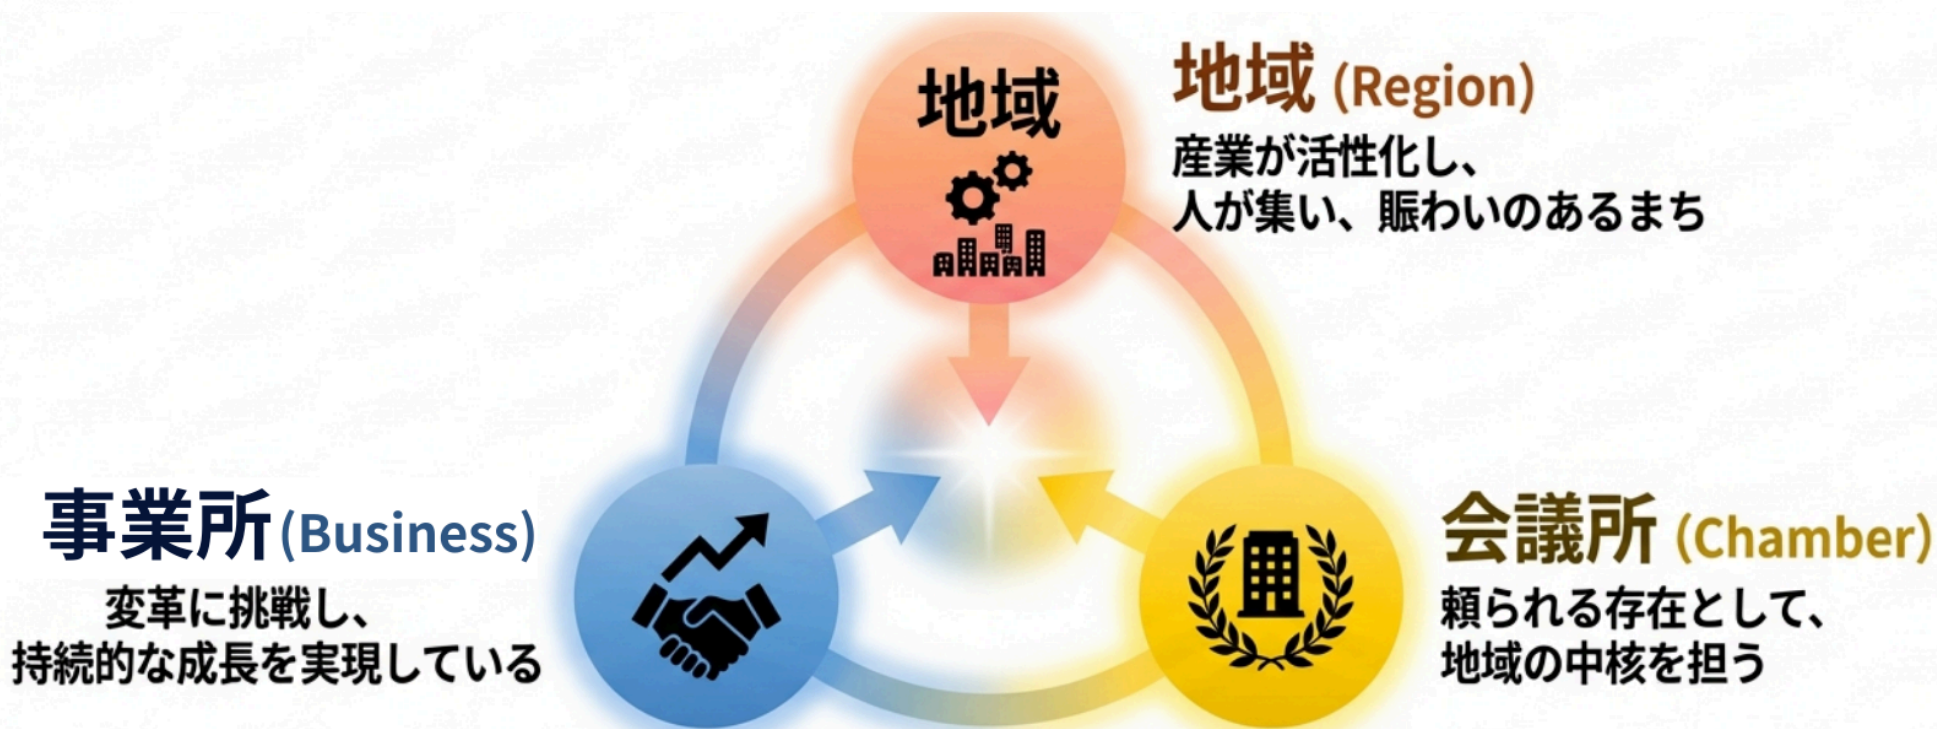 地域
地域 (Region)
産業が活性化し、
人が集い、賑わいのあるまち
事業所(Business)
変革に挑戦し、
持続的な成長を実現している
会議所 (Chamber)
頼られる存在として、
地域の中核を担う